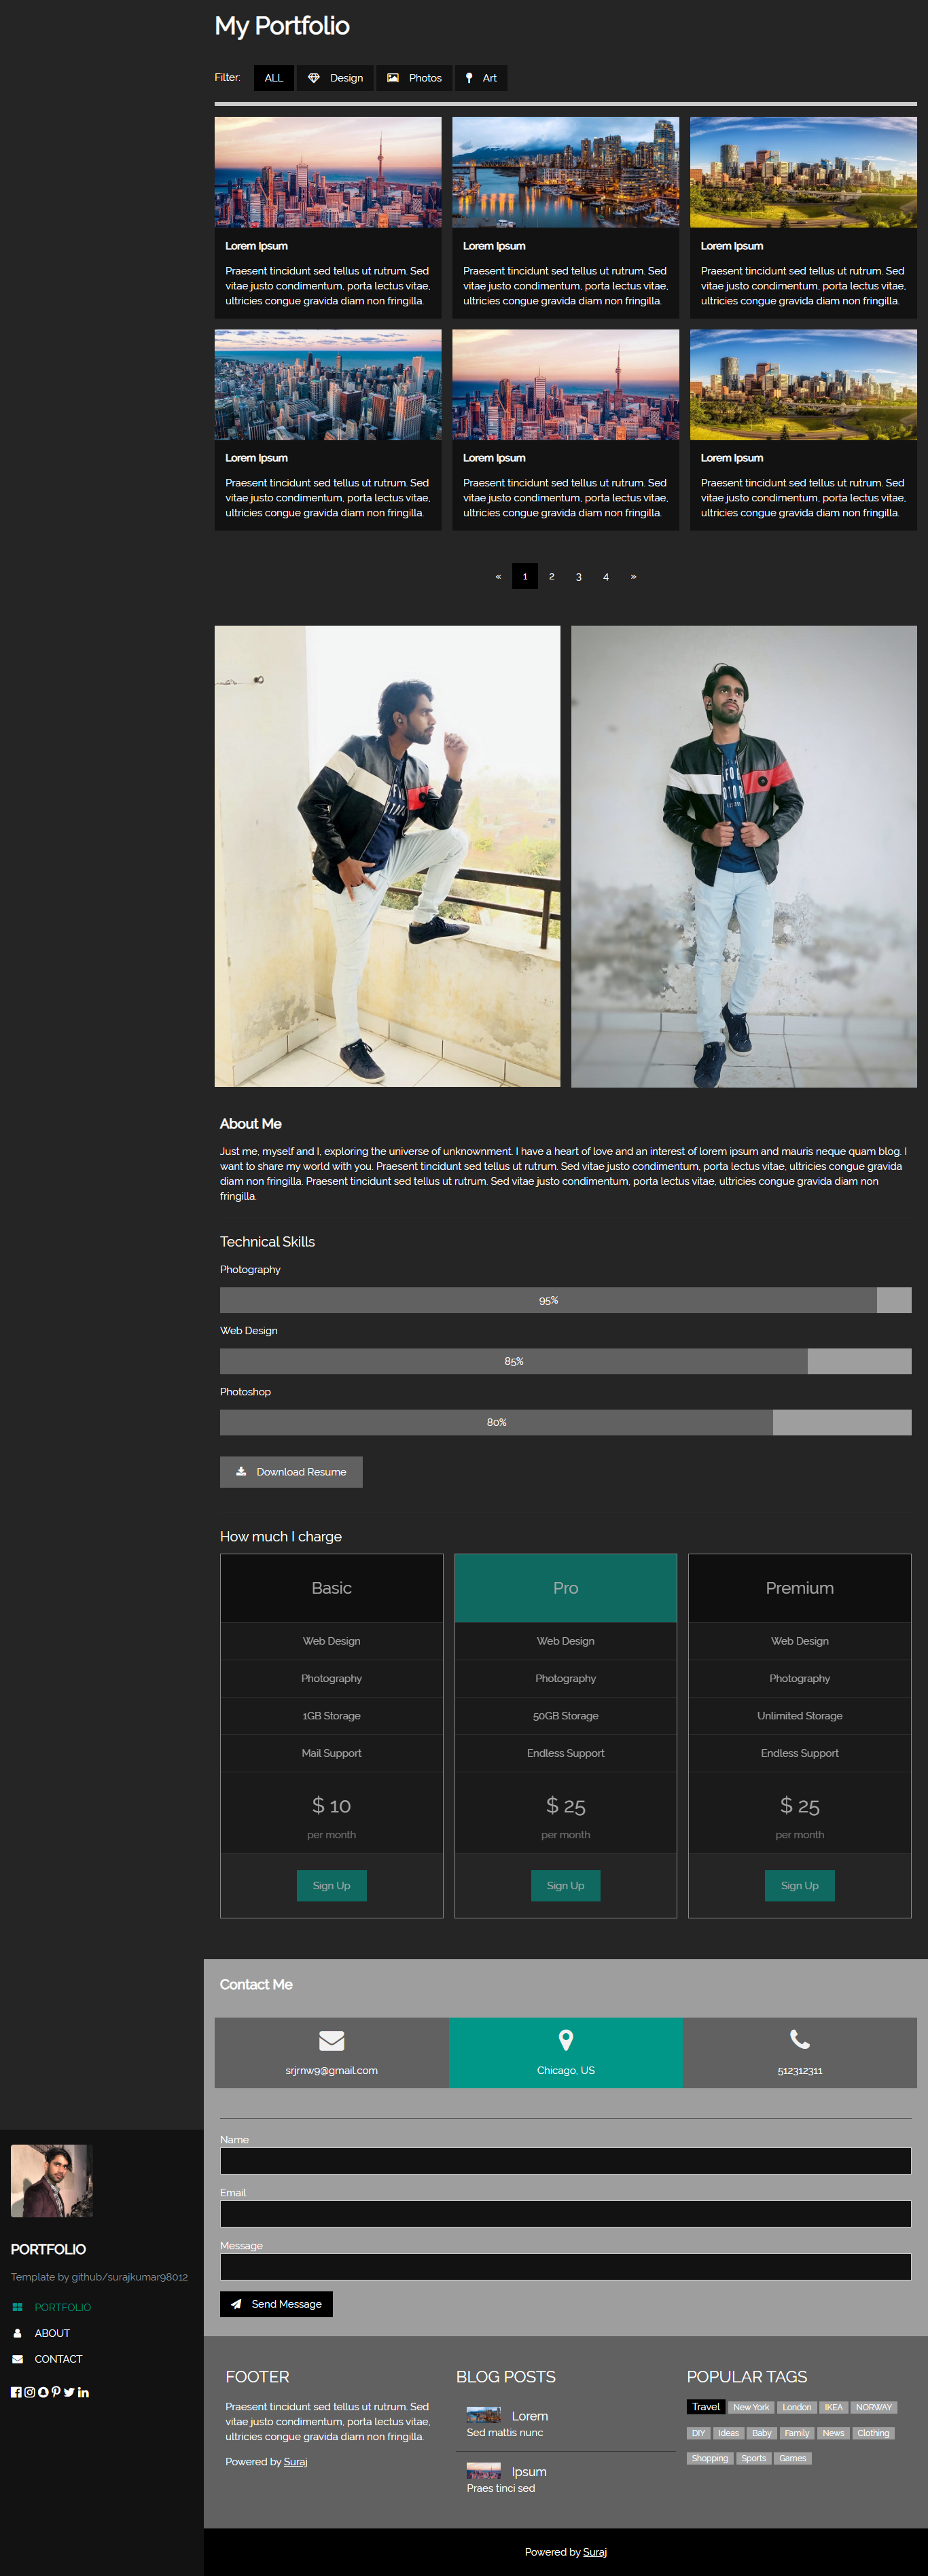 My Portfolio
Filter:
ALL
Design
Photos
Art
Lorem Ipsum
Praesent tincidunt sed tellus ut rutrum. Sed
vitae justo condimentum, porta lectus vitae,
ultricies congue gravida diam non fringilla.
Lorem Ipsum
Praesent tincidunt sed tellus ut rutrum. Sed
vitae justo condimentum, porta lectus vitae,
ultricies congue gravida diam non fringilla.
Lorem Ipsum
Praesent tincidunt sed tellus ut rutrum. Sed
vitae justo condimentum, porta lectus vitae,
ultricies congue gravida diam non fringilla.
Lorem Ipsum
Praesent tincidunt sed tellus ut rutrum. Sed
vitae justo condimentum, porta lectus vitae,
ultricies congue gravida diam non fringilla.
Lorem Ipsum
Praesent tincidunt sed tellus ut rutrum. Sed
vitae justo condimentum, porta lectus vitae,
ultricies congue gravida diam non fringilla.
Lorem Ipsum
Praesent tincidunt sed tellus ut rutrum. Sed
vitae justo condimentum, porta lectus vitae,
ultricies congue gravida diam non fringilla.
« 1 2 3 4 »
About Me
Just me, myself and I, exploring the universe of unknownment. I have a heart of love and an interest of lorem ipsum and mauris neque quam blog. I
want to share my world with you. Praesent tincidunt sed tellus ut rutrum. Sed vitae justo condimentum, porta lectus vitae, ultricies congue gravida
diam non fringilla. Praesent tincidunt sed tellus ut rutrum. Sed vitae justo condimentum, porta lectus vitae, ultricies congue gravida diam non
fringilla.
Technical Skills
Photography
95%
Web Design
85%
Photoshop
80%
Download Resume
How much I charge
Basic
Web Design
Photography
1GB Storage
Mail Support
$ 10
per month
Sign Up
Pro
Web Design
Photography
50GB Storage
Endless Support
$ 25
per month
Sign Up
Premium
Web Design
Photography
Unlimited Storage
Endless Support
$ 25
per month
Sign Up
Contact Me
srjrnw9@gmail.com
Chicago, US
512312311
Name
Email
Message
Send Message
PORTFOLIO
Template by github/surajkumar98012
PORTFOLIO
ABOUT
CONTACT
FOOTER
Praesent tincidunt sed tellus ut rutrum. Sed
vitae justo condimentum, porta lectus vitae,
ultricies congue gravida diam non fringilla.
Powered by Suraj
BLOG POSTS
Lorem
Sed mattis nunc
Ipsum
Praes tinci sed
POPULAR TAGS
Travel New York London IKEA NORWAY
DIY Ideas Baby Family News Clothing
Shopping Sports Games
Powered by Suraj